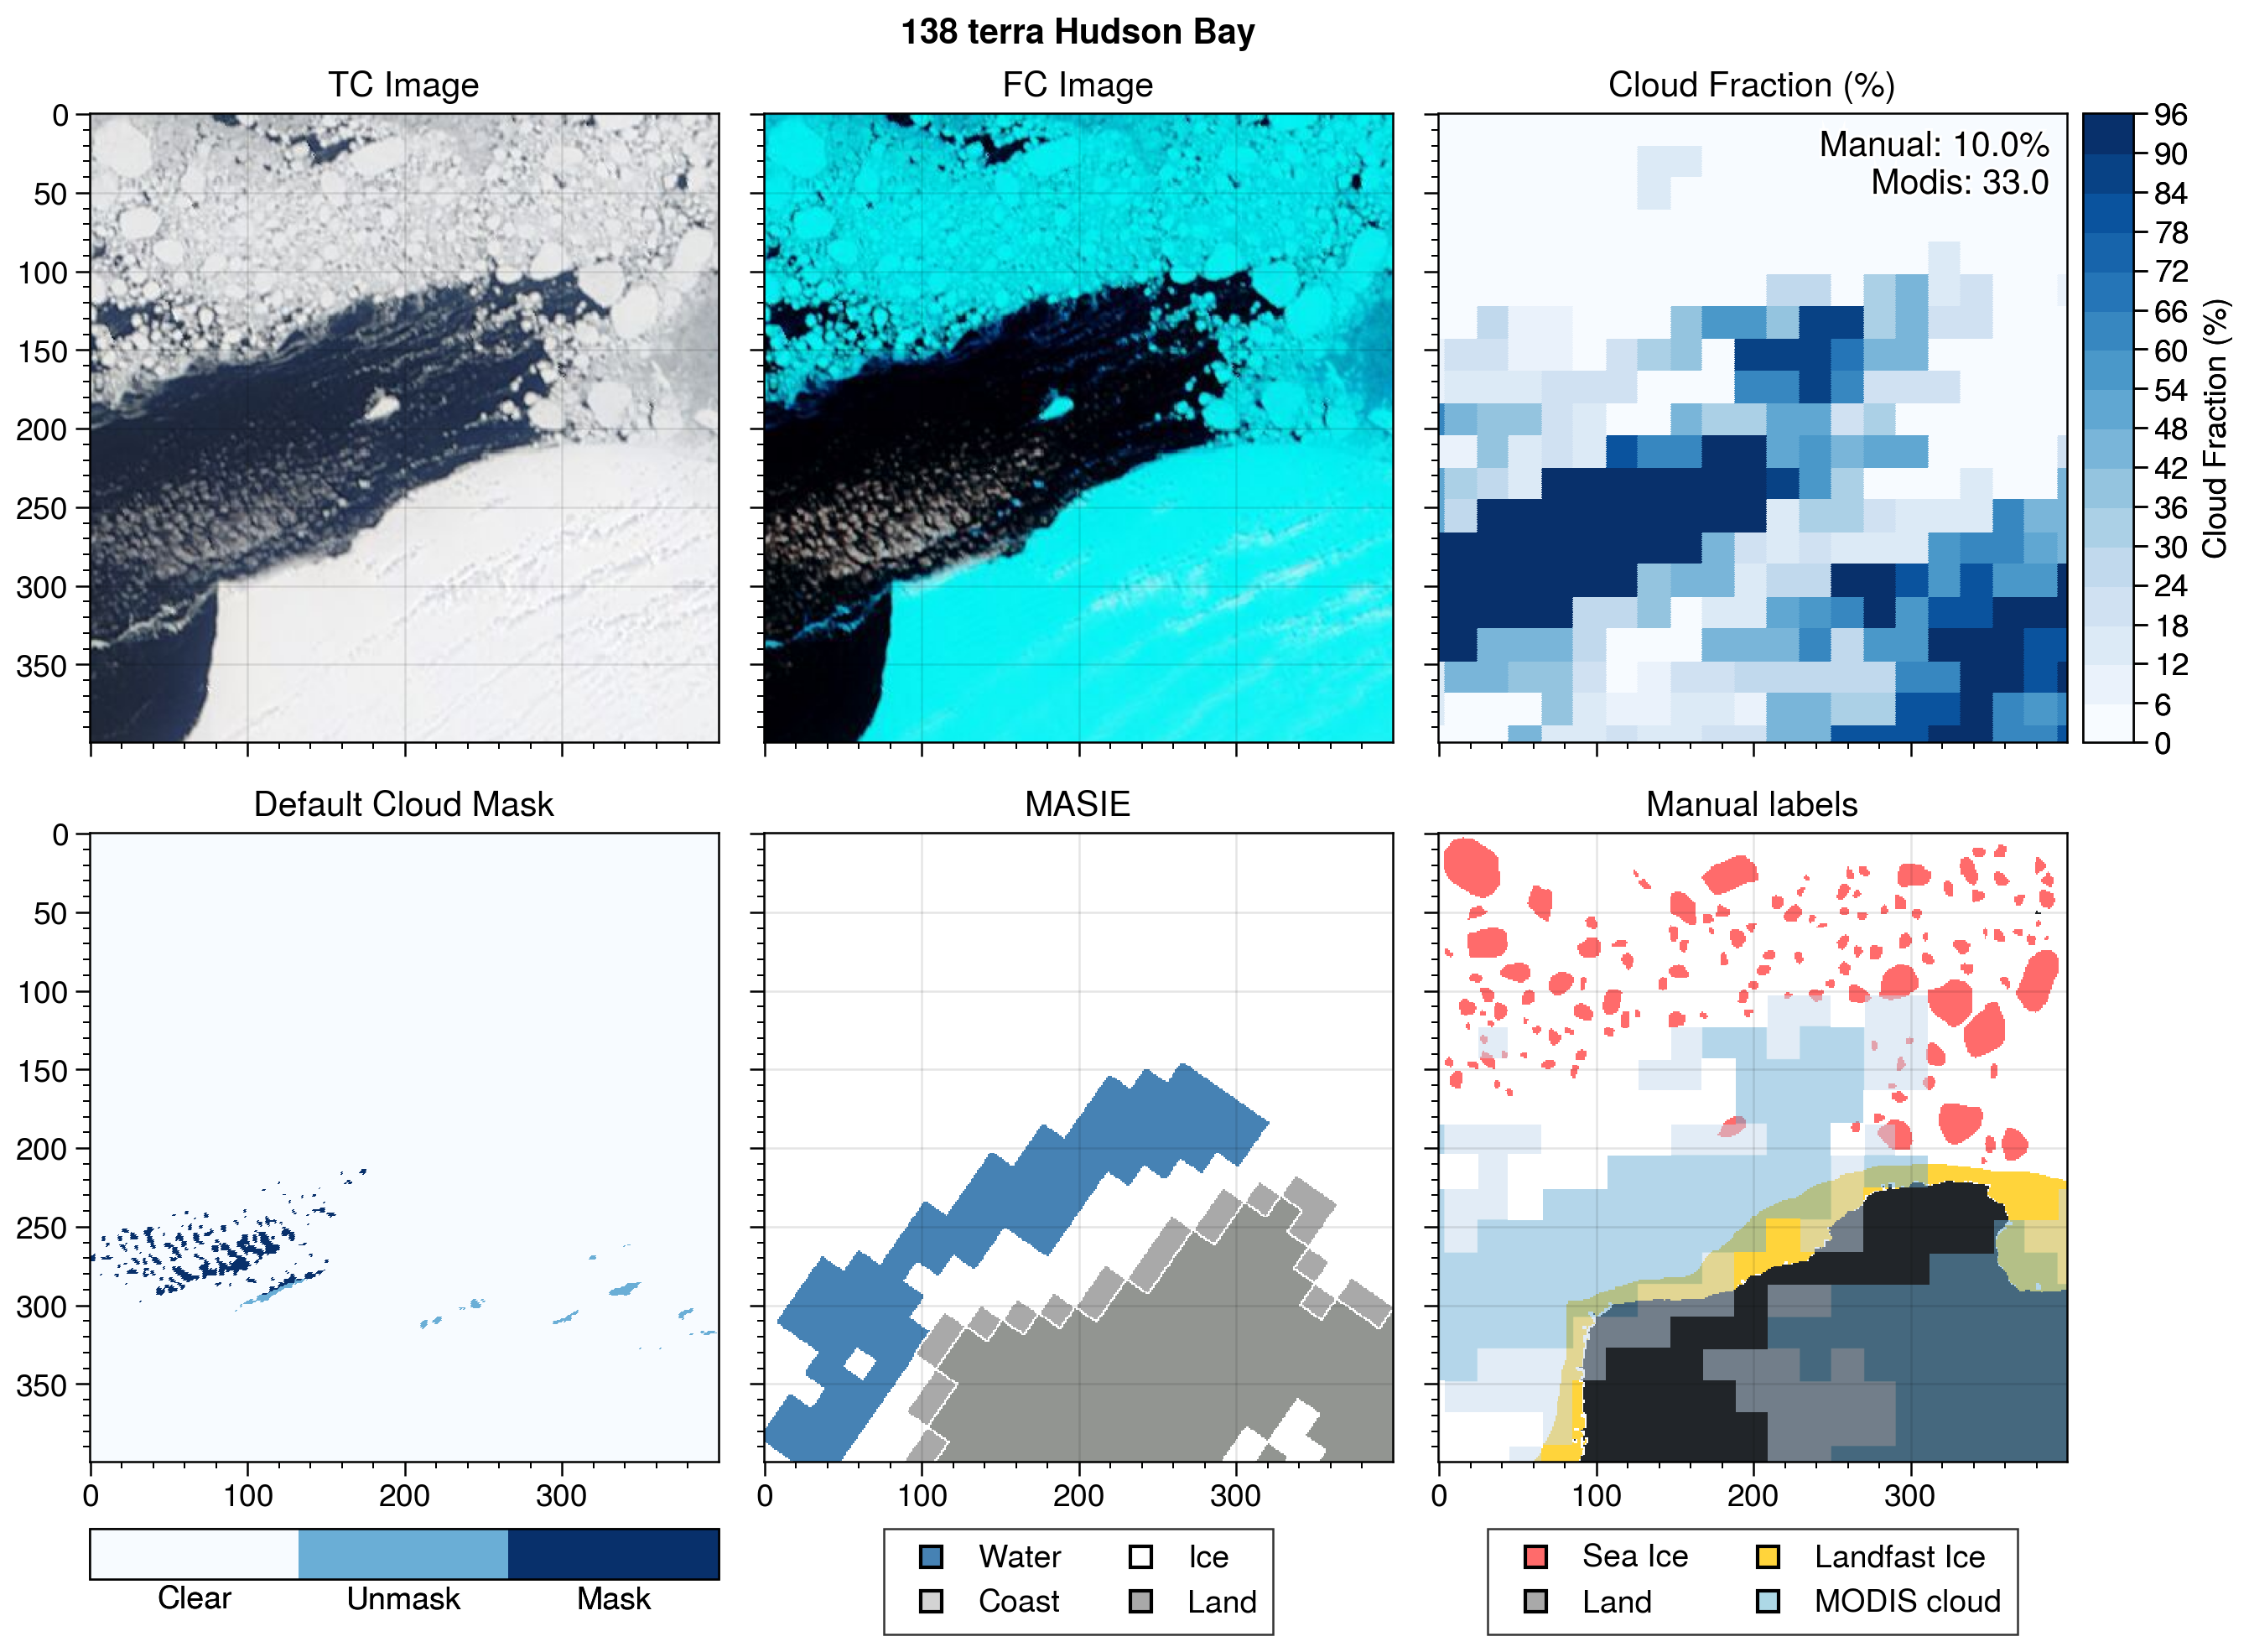 138 terra Hudson Bay
TC Image
FC Image
Cloud Fraction (%)
0
50
100
150
200
250
300
350
Manual: 10.0%
Modis: 33.0
96
90
84
78
72
66
60
54
48
42
36
30
24
18
12
6
0
Cloud Fraction (%)
Default Cloud Mask
MASIE
Manual labels
0
50
100
150
200
250
300
350
0 100 200 300
0 100 200 300
0 100 200 300
Clear Unmask Mask
Water Ice
Coast Land
Sea Ice Landfast Ice
Land MODIS cloud